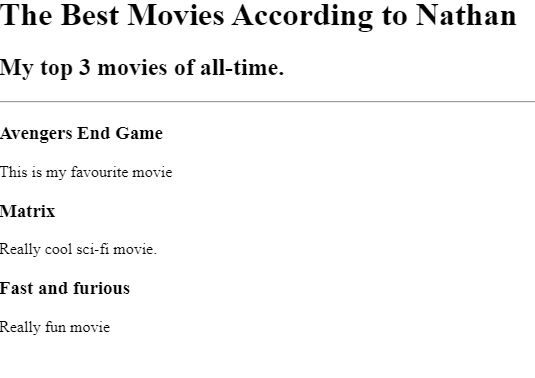 The Best Movies According to Nathan
My top 3 movies of all-time.
Avengers End Game
This is my favourite movie
Matrix
Really cool sci-fi movie.
Fast and furious
Really fun movie